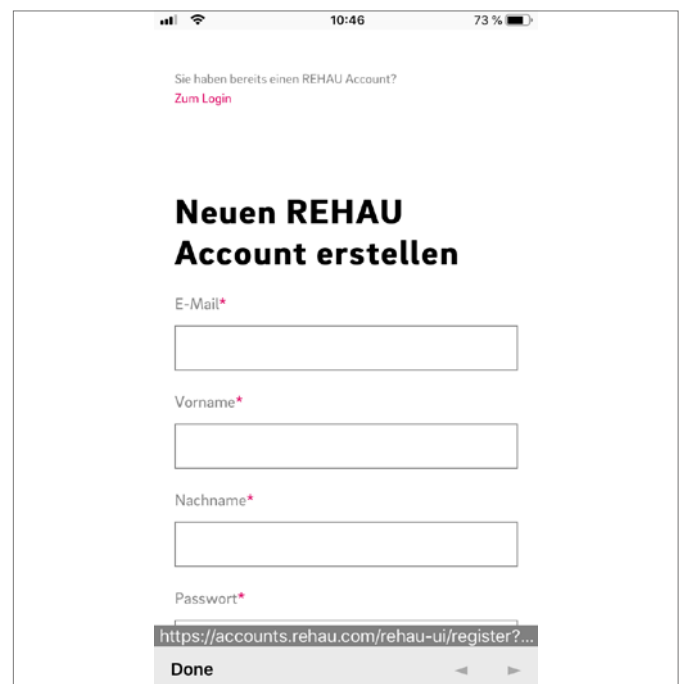 10:46 73 %
Sie haben bereits einen REHAU Account?
Zum Login
Neuen REHAU
Account erstellen
E-Mail*
Vorname*
Nachname*
Passwort*
https://accounts.rehau.com/rehau-ui/register?...
Done